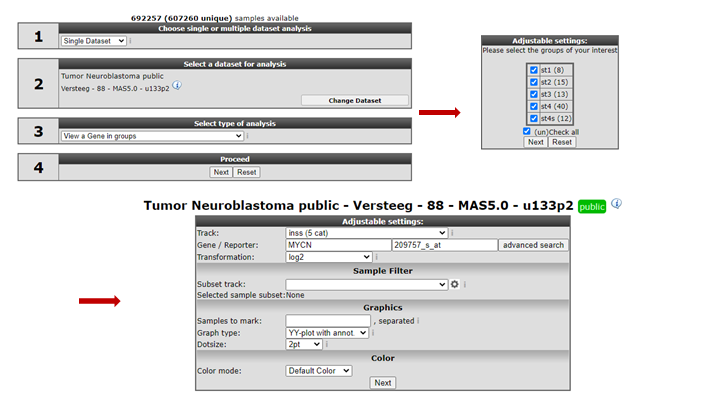 692257 (607260 unique) samples available
1
Choose single or multiple dataset analysis
Single Dataset
2
Select a dataset for analysis
Tumor Neuroblastoma public
Versteeg - 88 - MAS5.0 - u133p2 i
Change Dataset
3
Select type of analysis
View a Gene in groups i
4
Proceed
Next Reset
Adjustable settings:
Please select the groups of your interest
st1 (8)
st2 (15)
st3 (13)
st4 (40)
st4s (12)
(un)Check all
Next Reset
Tumor Neuroblastoma public - Versteeg - 88 - MAS5.0 - u133p2 public i
Adjustable settings:
Track: inss (5 cat) i
Gene / Reporter: MYCN 209757_s_at advanced search
Transformation: log2 i
Sample Filter
Subset track: i
Selected sample subset:None
Graphics
Samples to mark: , separated i
Graph type: YY-plot with annot. i
Dotsize: 2pt i
Color
Color mode: Default Color
Next